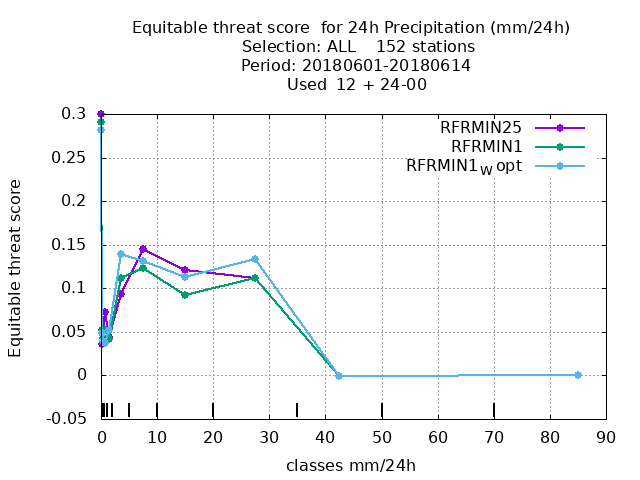 Equitable threat score  for 24h Precipitation (mm/24h)
Selection: ALL    152 stations
Period: 20180601-20180614
Used  12 + 24-00
RFRMIN25
RFRMIN1
RFRMIN1W opt
Equitable threat score
0.3
0.25
0.2
0.15
0.1
0.05
0
-0.05
0 10 20 30 40 50 60 70 80 90
classes mm/24h